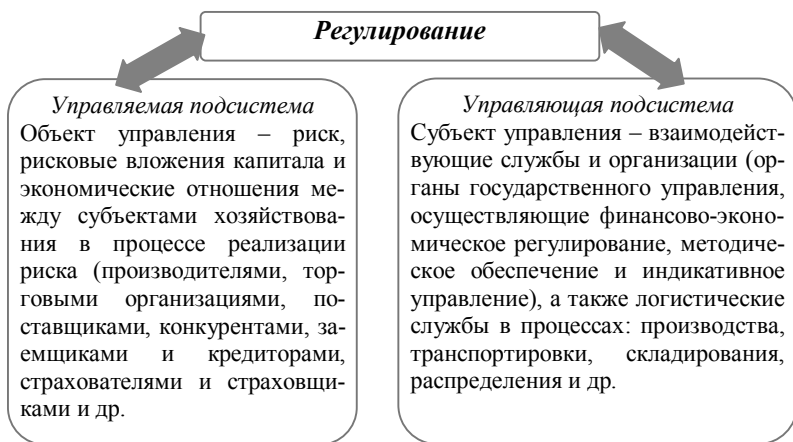 Регулирование
Управляемая подсистема
Объект управления – риск,
рисковые вложения капитала и
экономические отношения ме-
жду субъектами хозяйствова-
ния в процессе реализации
риска (производителями, тор-
говыми организациями, по-
ставщиками, конкурентами, за-
емщиками и кредиторами,
страхователями и страховщи-
ками и др.
Управляющая подсистема
Субъект управления – взаимодейст-
вующие службы и организации (ор-
ганы государственного управления,
осуществляющие финансово-эконо-
мическое регулирование, методиче-
ское обеспечение и индикативное
управление), а также логистические
службы в процессах: производства,
транспортировки, складирования,
распределения и др.